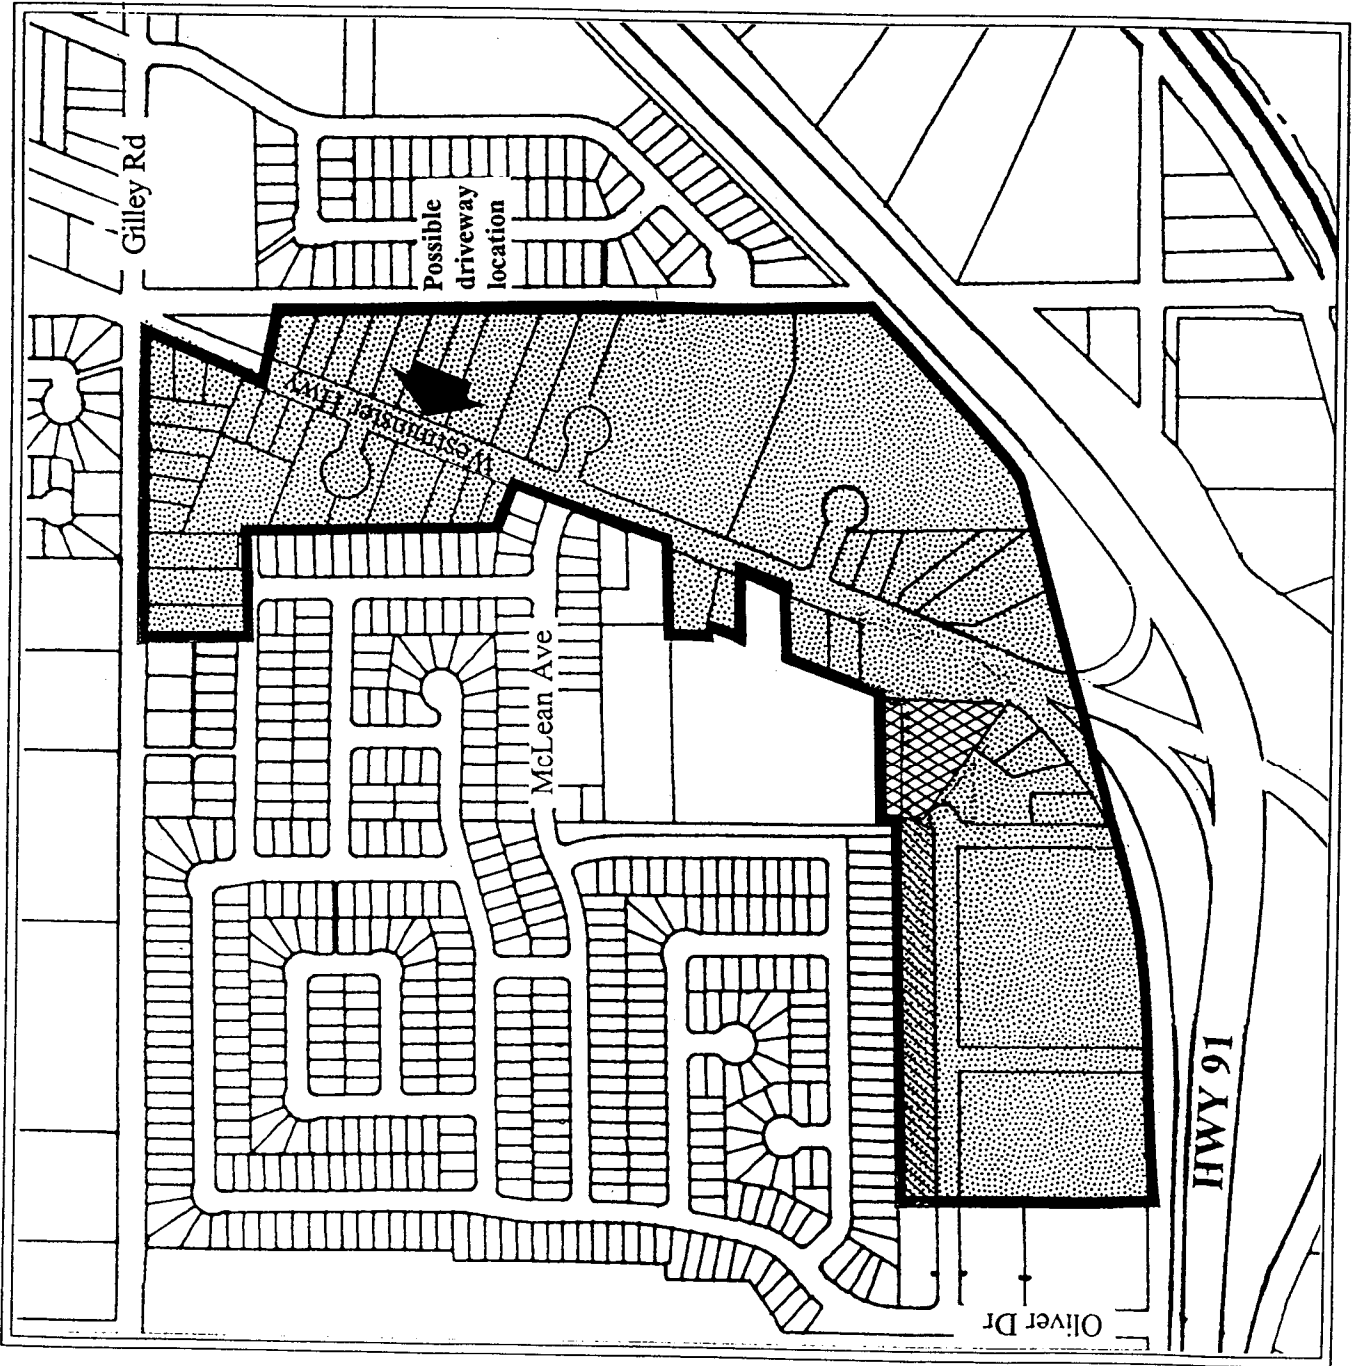 Gilley Rd
Possible
driveway
location
Westminster Hwy
McLean Ave
HWY 91
Oliver Dr